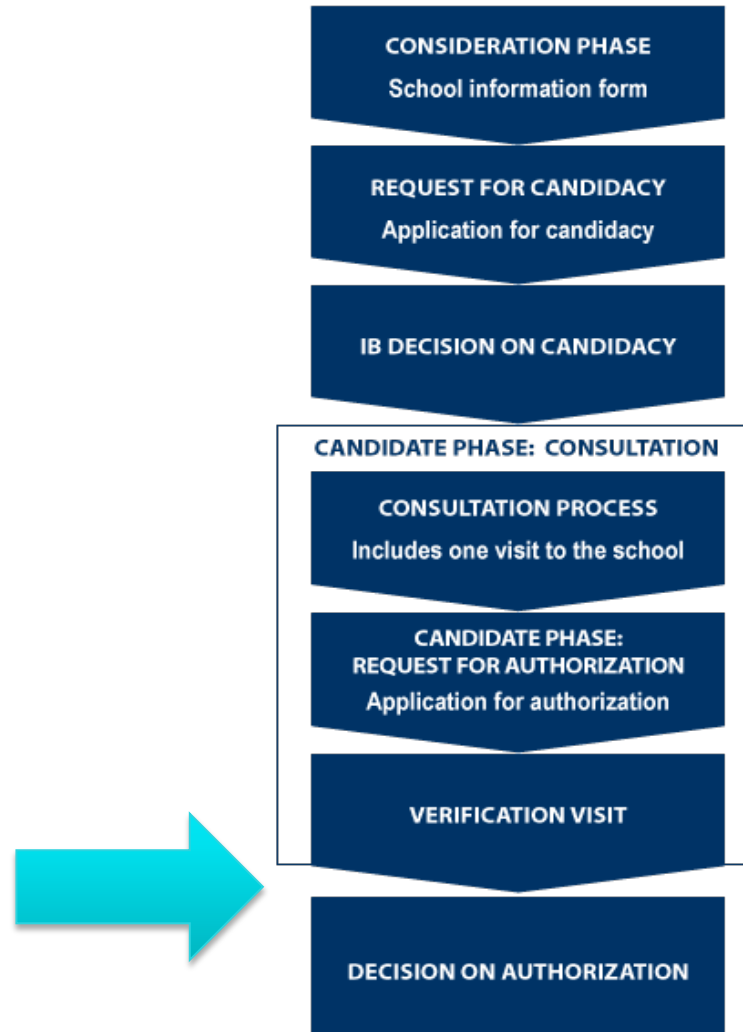 CONSIDERATION PHASE
School information form
REQUEST FOR CANDIDACY
Application for candidacy
IB DECISION ON CANDIDACY
CANDIDATE PHASE: CONSULTATION
CONSULTATION PROCESS
Includes one visit to the school
CANDIDATE PHASE:
REQUEST FOR AUTHORIZATION
Application for authorization
VERIFICATION VISIT
DECISION ON AUTHORIZATION